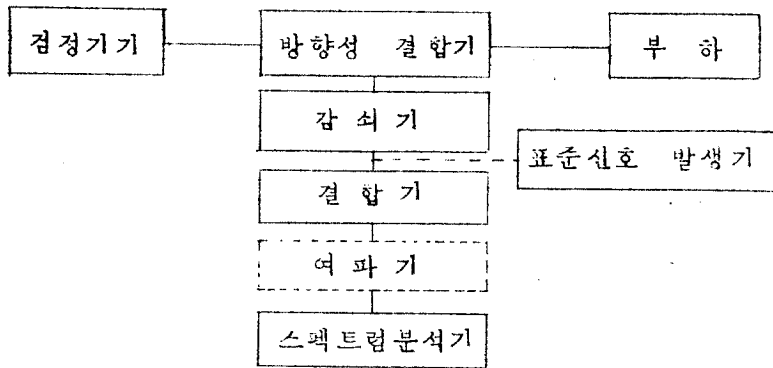 검정기기 방향성 결합기 부 하
감 쇠 기
표준신호 발생기
결 합 기
여 파 기
스펙트럼분석기